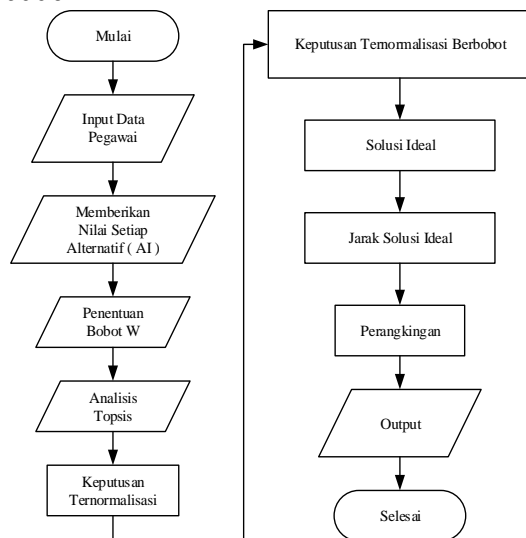 Mulai
Input Data
Pegawai
Memberikan
Nilai Setiap
Alternatif ( AI )
Penentuan
Bobot W
Analisis
Topsis
Keputusan
Ternormalisasi
Keputusan Ternormalisasi Berbobot
Solusi Ideal
Jarak Solusi Ideal
Perangkingan
Output
Selesai